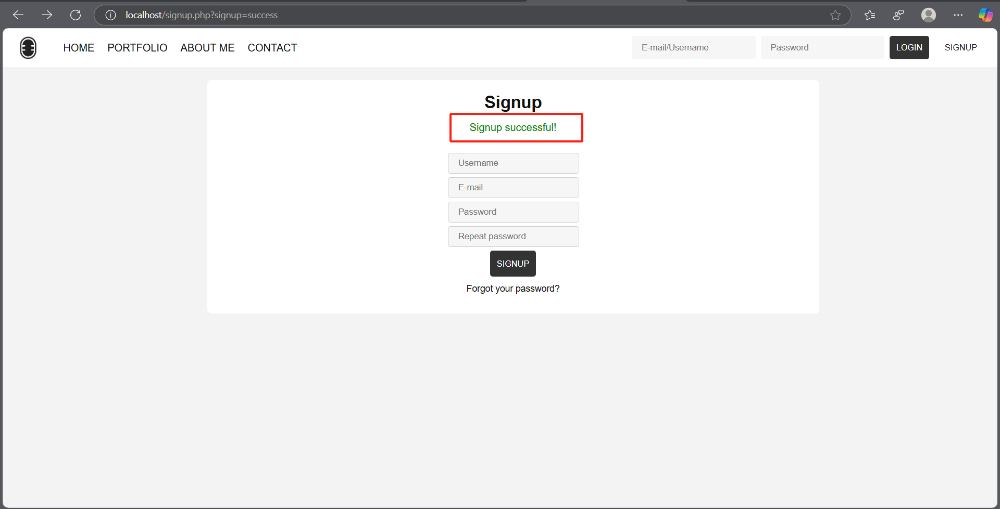 localhost/signup.php?signup=success
HOME PORTFOLIO ABOUT ME CONTACT E-mail/Username Password LOGIN SIGNUP
Signup
Signup successful!
Username
E-mail
Password
Repeat password
SIGNUP
Forgot your password?